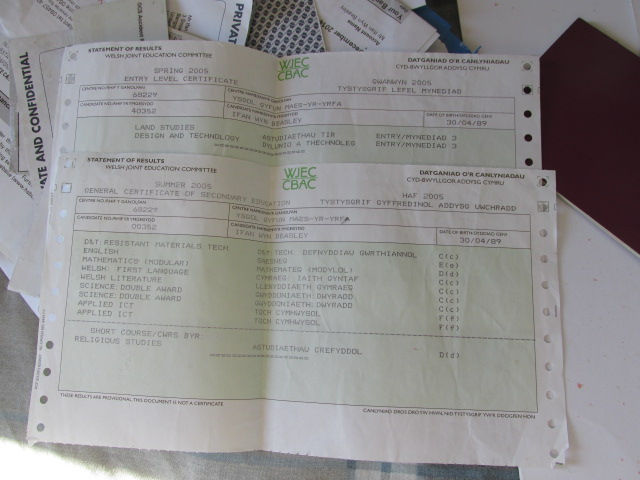 PRIVATE
Your B
December 201
ATE AND CONFIDENTIAL
STATEMENT OF RESULTS
WELSH JOINT EDUCATION COMMITTEE
WJEC
CBAC
DATGANIAD O'R CANLYNIADAU
CYD-BWYLLGOR ADDYSG CYMRU
SPRING 2005
ENTRY LEVEL CERTIFICATE
GWANWYN 2005
TYSTYSGRIF LEFEL MYNEDIAD
68229
YSGOL GYFUN MAES-YR-YRFA
40352
IFAN WYN BEASLEY
30/04/89
LAND STUDIES ASTUDIAETHAU TIR ENTRY/MYNEDIAD 3
DESIGN AND TECHNOLOGY DYLUNIO A THECHNOLEG ENTRY/MYNEDIAD 3
STATEMENT OF RESULTS
WELSH JOINT EDUCATION COMMITTEE
WJEC
CBAC
DATGANIAD O'R CANLYNIADAU
CYD-BWYLLGOR ADDYSG CYMRU
SUMMER 2005
GENERAL CERTIFICATE OF SECONDARY EDUCATION
HAF 2005
TYSTYSGRIF GYFFREDINOL ADDYSG UWCHRADD
68229
YSGOL GYFUN MAES-YR-YRFA
00352
IFAN WYN BEASLEY
30/04/89
D&T: RESISTANT MATERIALS TECH D&T TECH: DEFNYDDIAU GWRTHIANNOL C(c)
ENGLISH SAESNEG E(e)
MATHEMATICS (MODULAR) MATHEMATEG (MODYLOL) D(d)
WELSH: FIRST LANGUAGE CYMRAEG: IAITH GYNTAF C(c)
WELSH LITERATURE LLENYDDIAETH GYMRAEG C(c)
SCIENCE: DOUBLE AWARD GWYDDONIAETH: DWYRADD C(c)
SCIENCE: DOUBLE AWARD GWYDDONIAETH: DWYRADD C(c)
APPLIED ICT TGCH CYMHWYSOL F(f)
APPLIED ICT TGCH CYMHWYSOL F(f)
SHORT COURSE/CWRS BYR:
RELIGIOUS STUDIES ASTUDIAETHAU CREFYDDOL D(d)
THESE RESULTS ARE PROVISIONAL. THIS DOCUMENT IS NOT A CERTIFICATE